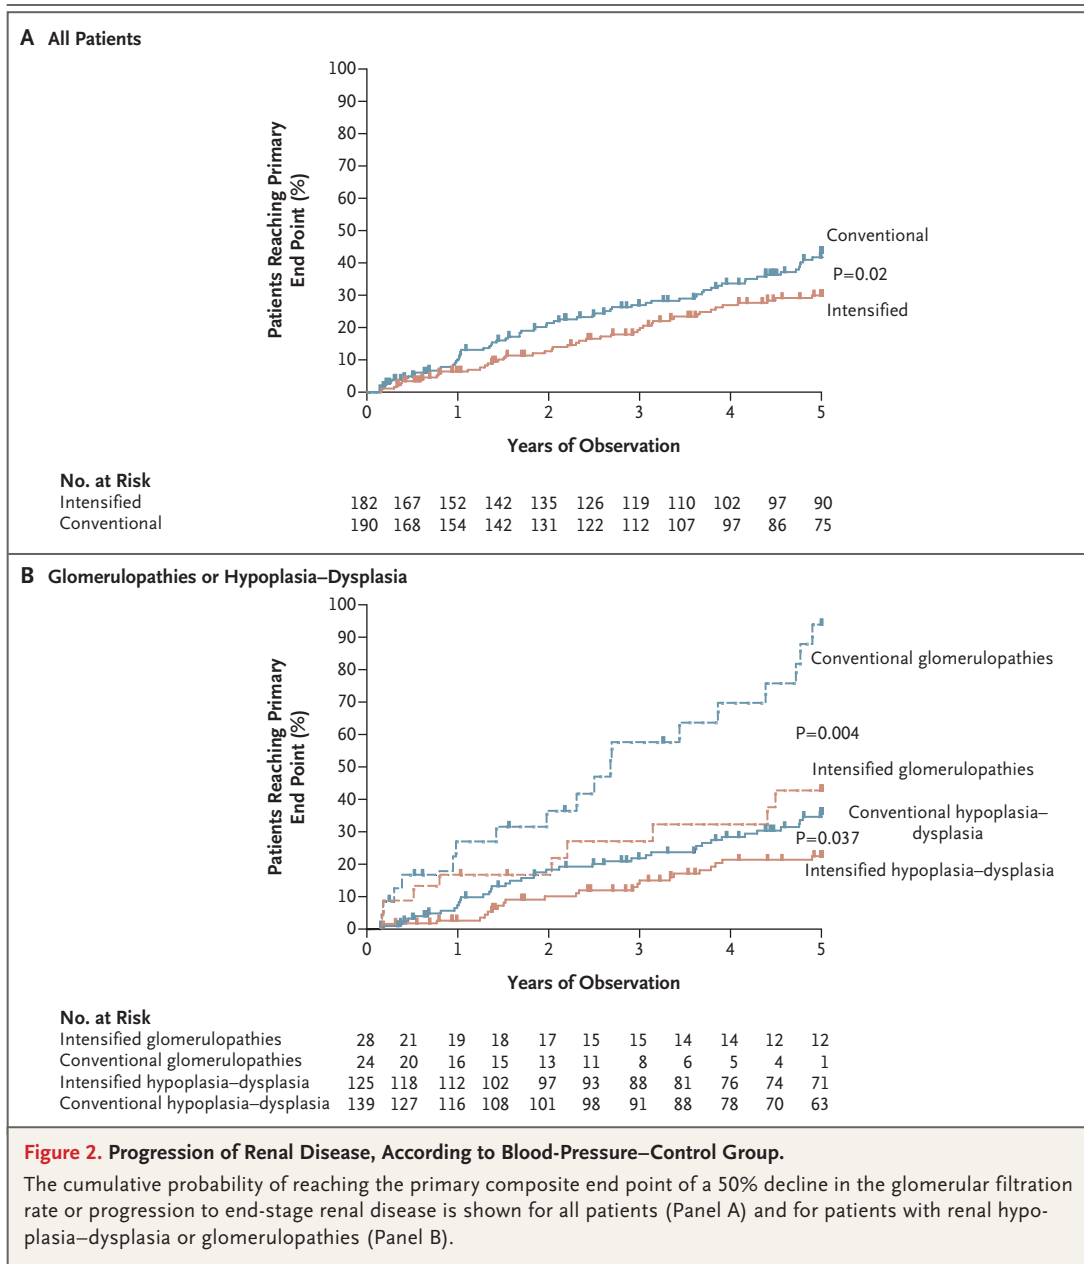 A All Patients
100
90
80
70
60
50
40
30
20
10
0
Patients Reaching Primary
End Point (%)
Conventional
P=0.02
Intensified
0 1 2 3 4 5
Years of Observation
No. at Risk
Intensified 182 167 152 142 135 126 119 110 102 97 90
Conventional 190 168 154 142 131 122 112 107 97 86 75
B Glomerulopathies or Hypoplasia–Dysplasia
100
90
80
70
60
50
40
30
20
10
0
Patients Reaching Primary
End Point (%)
Conventional glomerulopathies
P=0.004
Intensified glomerulopathies
Conventional hypoplasia–
dysplasia
P=0.037
Intensified hypoplasia–dysplasia
0 1 2 3 4 5
Years of Observation
No. at Risk
Intensified glomerulopathies 28 21 19 18 17 15 15 14 14 12 12
Conventional glomerulopathies 24 20 16 15 13 11 8 6 5 4 1
Intensified hypoplasia–dysplasia 125 118 112 102 97 93 88 81 76 74 71
Conventional hypoplasia–dysplasia 139 127 116 108 101 98 91 88 78 70 63
Figure 2. Progression of Renal Disease, According to Blood-Pressure–Control Group.
The cumulative probability of reaching the primary composite end point of a 50% decline in the glomerular filtration
rate or progression to end-stage renal disease is shown for all patients (Panel A) and for patients with renal hypo-
plasia–dysplasia or glomerulopathies (Panel B).